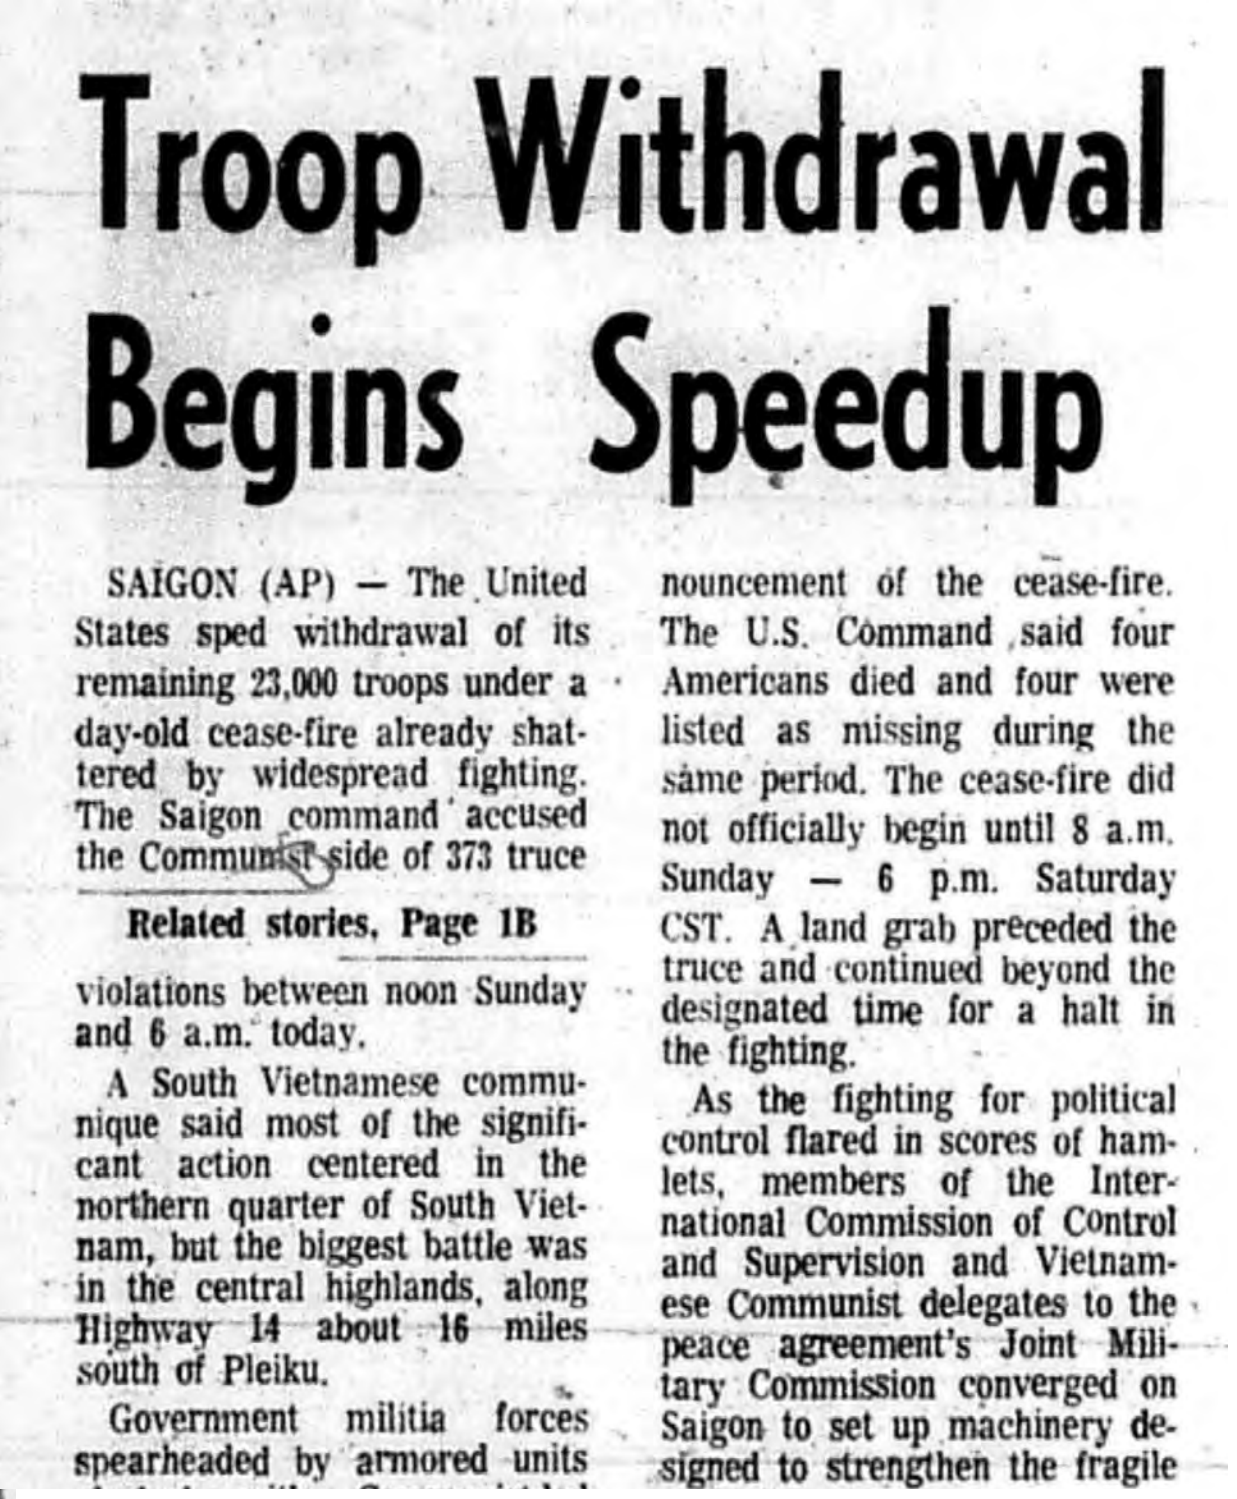 Troop Withdrawal
Begins Speedup
SAIGON (AP) — The United
States sped withdrawal of its
remaining 23,000 troops under a
day-old cease-fire already shat-
tered by widespread fighting.
The Saigon command accused
the Communist side of 373 truce
Related stories, Page 1B
violations between noon Sunday
and 6 a.m. today.
A South Vietnamese commu-
nique said most of the signifi-
cant action centered in the
northern quarter of South Viet-
nam, but the biggest battle was
in the central highlands, along
Highway 14 about 16 miles
south of Pleiku.
Government militia forces
spearheaded by armored units
nouncement of the cease-fire.
The U.S. Command said four
Americans died and four were
listed as missing during the
same period. The cease-fire did
not officially begin until 8 a.m.
Sunday — 6 p.m. Saturday
CST. A land grab preceded the
truce and continued beyond the
designated time for a halt in
the fighting.
As the fighting for political
control flared in scores of ham-
lets, members of the Inter-
national Commission of Control
and Supervision and Vietnam-
ese Communist delegates to the
peace agreement's Joint Mili-
tary Commission converged on
Saigon to set up machinery de-
signed to strengthen the fragile